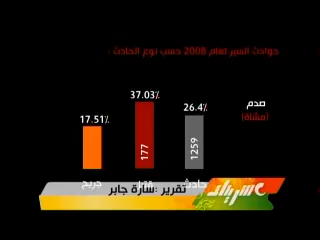 حوادث السير لعام 2008 حسب نوع الحادث :
صدم
(مشاة)
26.4%
37.03%
17.51%
1259
177
حادث
جريح
تقرير :سارة جابر